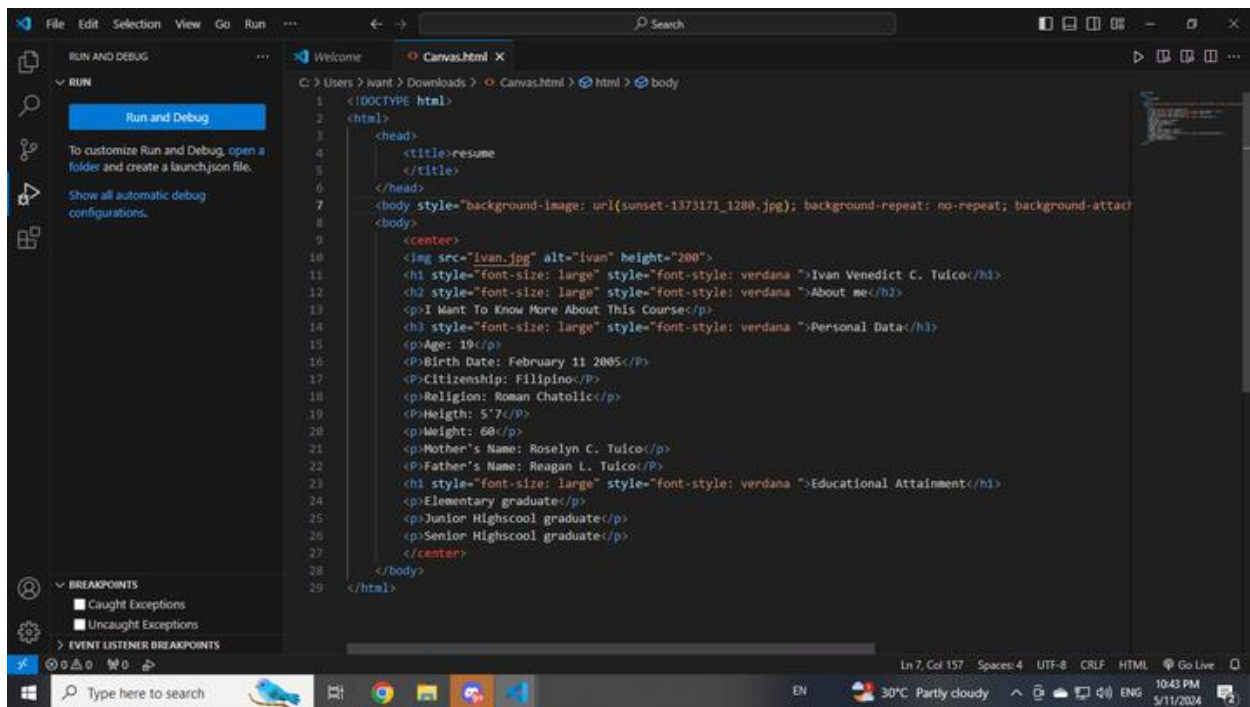 File Edit Selection View Go Run ··· Search
RUN AND DEBUG ···
RUN
Run and Debug
To customize Run and Debug, open a
folder and create a launch.json file.
Show all automatic debug
configurations.
Welcome Canvas.html
C: > Users > ivant > Downloads > Canvas.html > html > body
1 <!DOCTYPE html>
2 <html>
3 <head>
4 <title>resume
5 </title>
6 </head>
7 <body style="background-image: url(sunset-1373171_1280.jpg); background-repeat: no-repeat; background-attach
8 <body>
9 <center>
10 <img src="ivan.jpg" alt="ivan" height="200">
11 <h1 style="font-size: large" style="font-style: verdana ">Ivan Venedict C. Tuico</h1>
12 <h2 style="font-size: large" style="font-style: verdana ">About me</h2>
13 <p>I Want To Know More About This Course</p>
14 <h3 style="font-size: large" style="font-style: verdana ">Personal Data</h3>
15 <p>Age: 19</p>
16 <P>Birth Date: February 11 2005</P>
17 <P>Citizenship: Filipino</P>
18 <p>Religion: Roman Chatolic</p>
19 <P>Heigth: 5'7</P>
20 <p>Weight: 60</p>
21 <p>Mother's Name: Roselyn C. Tuico</p>
22 <P>Father's Name: Reagan L. Tuico</P>
23 <h1 style="font-size: large" style="font-style: verdana ">Educational Attainment</h1>
24 <p>Elementary graduate</p>
25 <p>Junior Highscool graduate</p>
26 <p>Senior Highscool graduate</p>
27 </center>
28 </body>
29 </html>
BREAKPOINTS
Caught Exceptions
Uncaught Exceptions
EVENT LISTENER BREAKPOINTS
0 0 0 Ln 7, Col 157 Spaces: 4 UTF-8 CRLF HTML Go Live
Type here to search EN 30°C Partly cloudy ENG 10:43 PM
5/11/2024 2